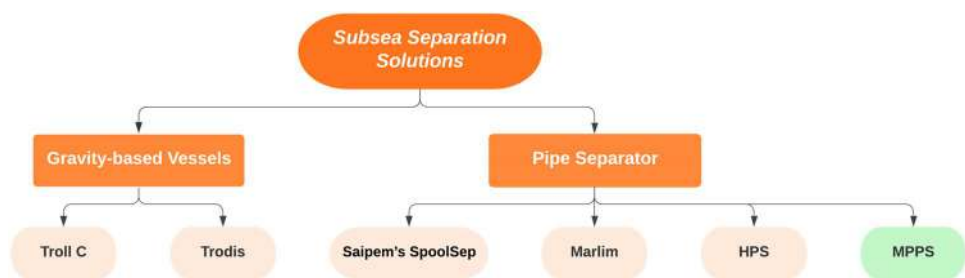 Subsea Separation
Solutions
Gravity-based Vessels
Pipe Separator
Troll C
Trodis
Saipem's SpoolSep
Marlim
HPS
MPPS